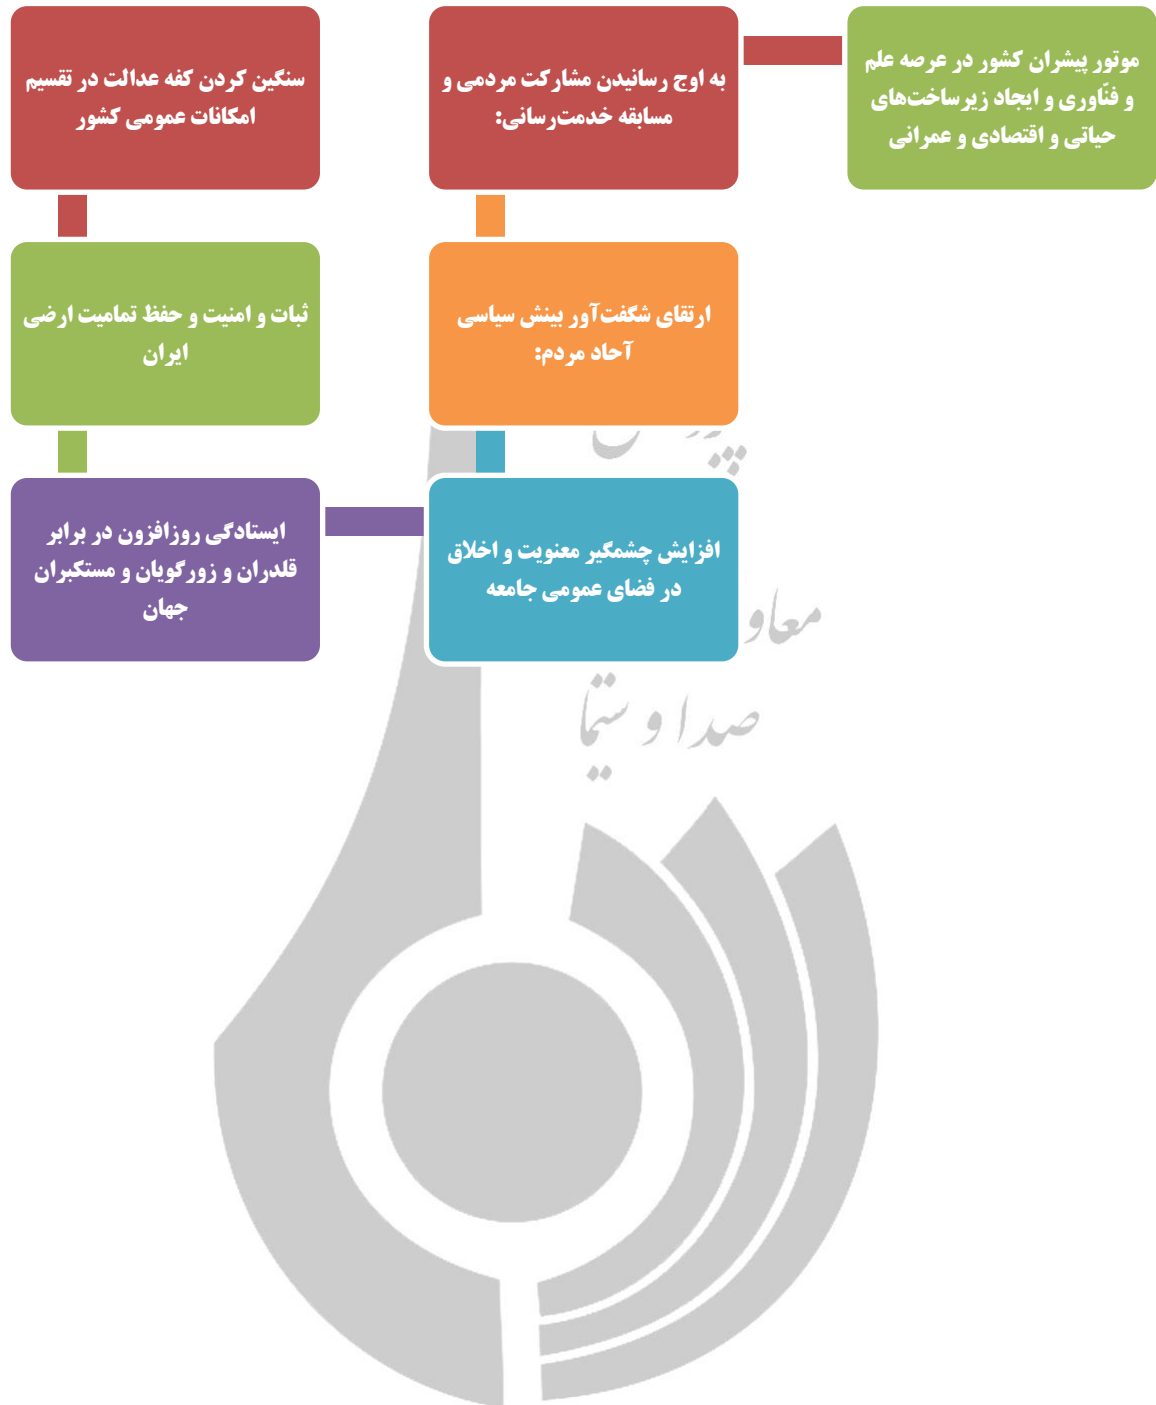 موتور پیشران کشور در عرصه علم
و فنّاوری و ایجاد زیرساخت‌های
حیاتی و اقتصادی و عمرانی
به اوج رسانیدن مشارکت مردمی و
مسابقه خدمت‌رسانی:
سنگین کردن کفه عدالت در تقسیم
امکانات عمومی کشور
ارتقای شگفت‌آور بینش سیاسی
آحاد مردم:
ثبات و امنیت و حفظ تمامیت ارضی
ایران
افزایش چشمگیر معنویت و اخلاق
در فضای عمومی جامعه
ایستادگی روزافزون در برابر
قلدران و زورگویان و مستکبران
جهان
صدا و سیما